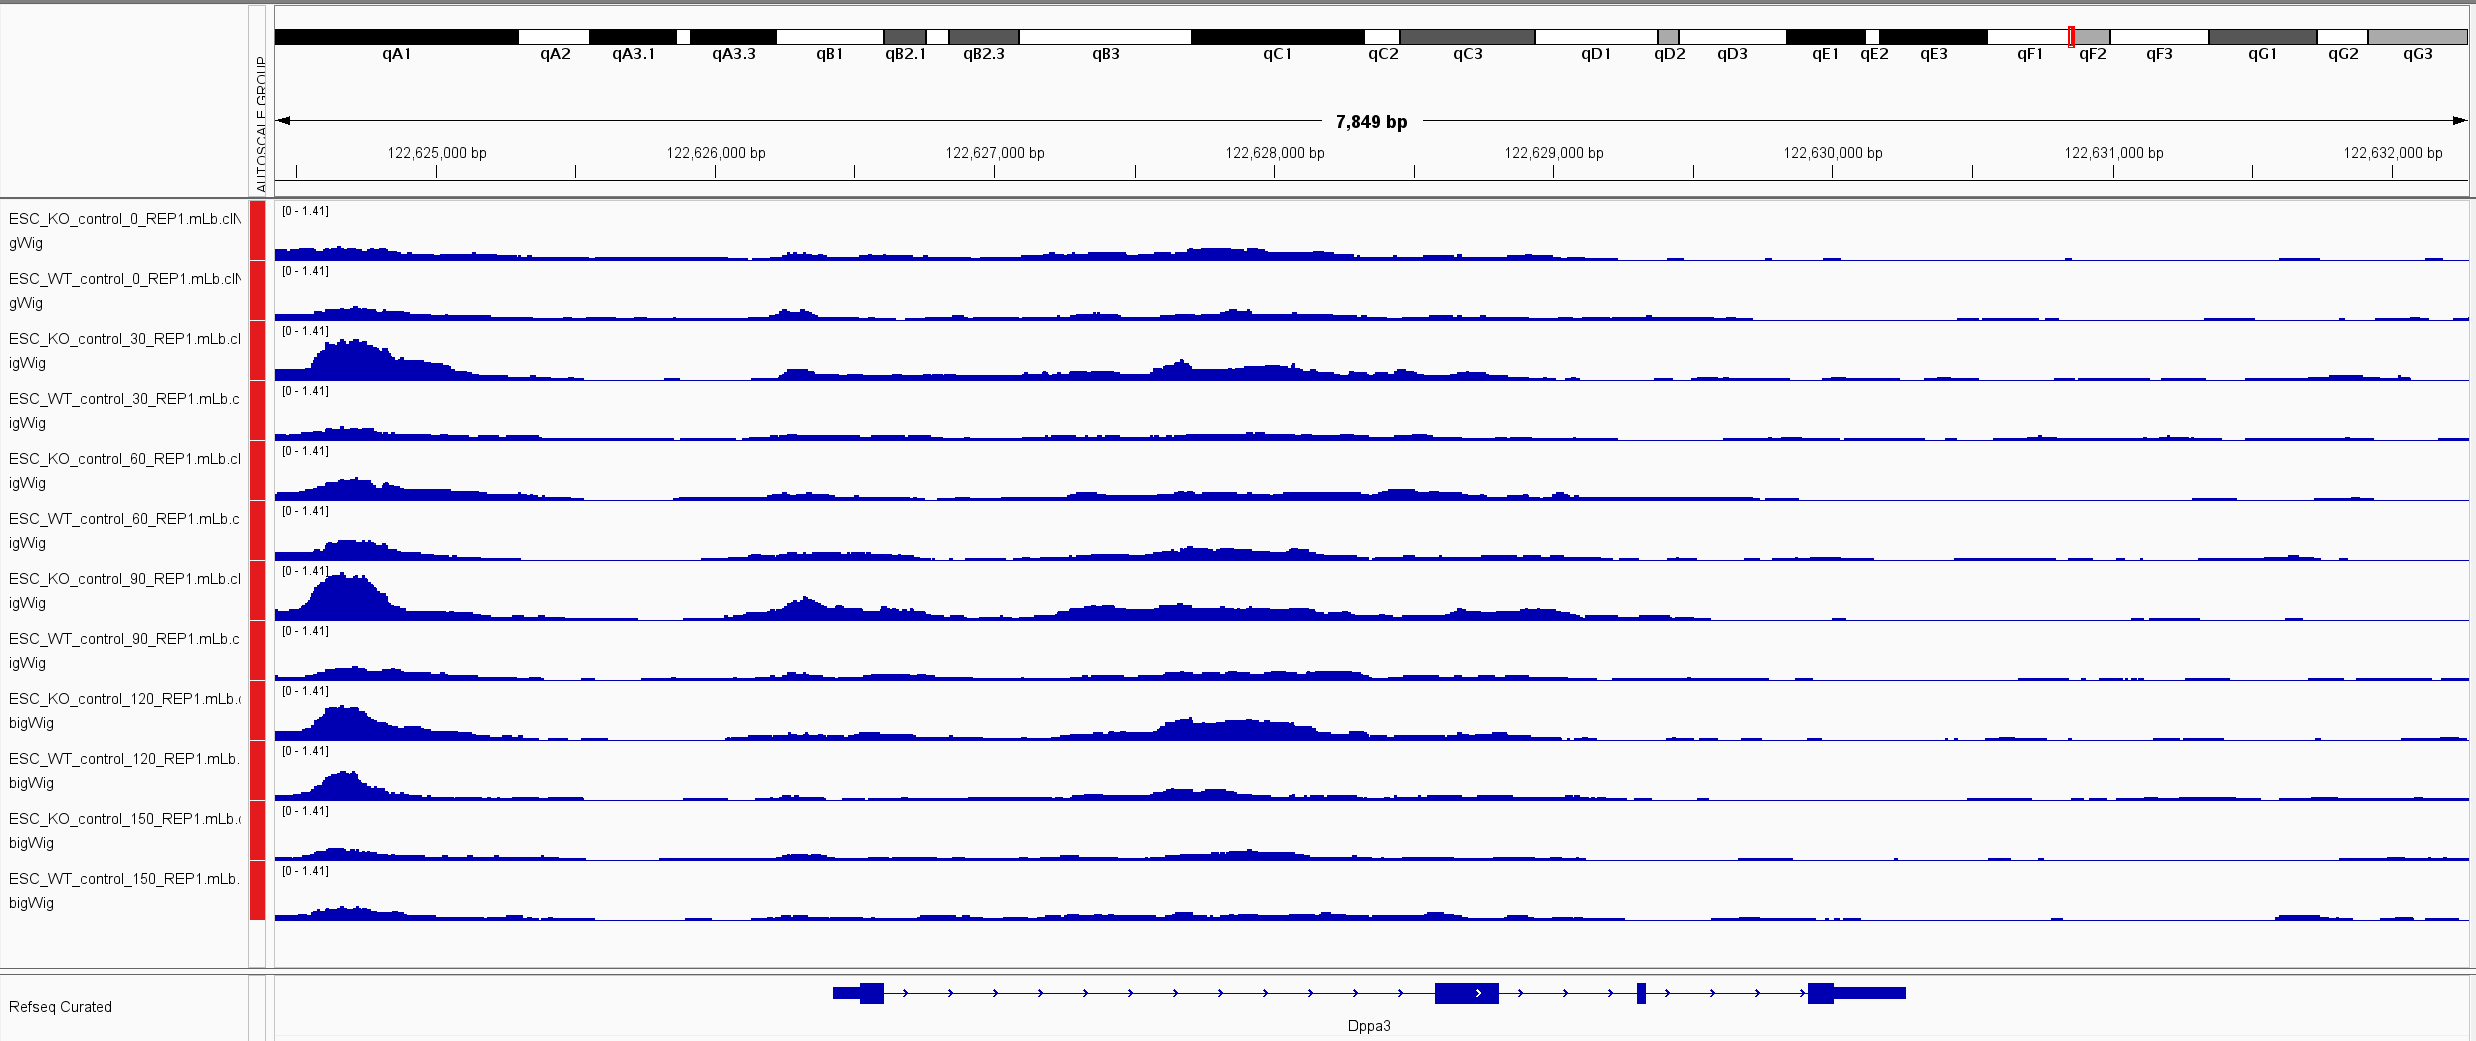 qA1 qA2 qA3.1 qA3.3 qB1 qB2.1 qB2.3 qB3 qC1 qC2 qC3 qD1 qD2 qD3 qE1 qE2 qE3 qF1 qF2 qF3 qG1 qG2 qG3
AUTOSCALE GROUP
7,849 bp
122,625,000 bp 122,626,000 bp 122,627,000 bp 122,628,000 bp 122,629,000 bp 122,630,000 bp 122,631,000 bp 122,632,000 bp
ESC_KO_control_0_REP1.mLb.clN
gWig
[0 - 1.41]
ESC_WT_control_0_REP1.mLb.clN
gWig
[0 - 1.41]
ESC_KO_control_30_REP1.mLb.cl
igWig
[0 - 1.41]
ESC_WT_control_30_REP1.mLb.c
igWig
[0 - 1.41]
ESC_KO_control_60_REP1.mLb.cl
igWig
[0 - 1.41]
ESC_WT_control_60_REP1.mLb.c
igWig
[0 - 1.41]
ESC_KO_control_90_REP1.mLb.cl
igWig
[0 - 1.41]
ESC_WT_control_90_REP1.mLb.c
igWig
[0 - 1.41]
ESC_KO_control_120_REP1.mLb.c
bigWig
[0 - 1.41]
ESC_WT_control_120_REP1.mLb.
bigWig
[0 - 1.41]
ESC_KO_control_150_REP1.mLb.c
bigWig
[0 - 1.41]
ESC_WT_control_150_REP1.mLb.
bigWig
[0 - 1.41]
Refseq Curated
Dppa3